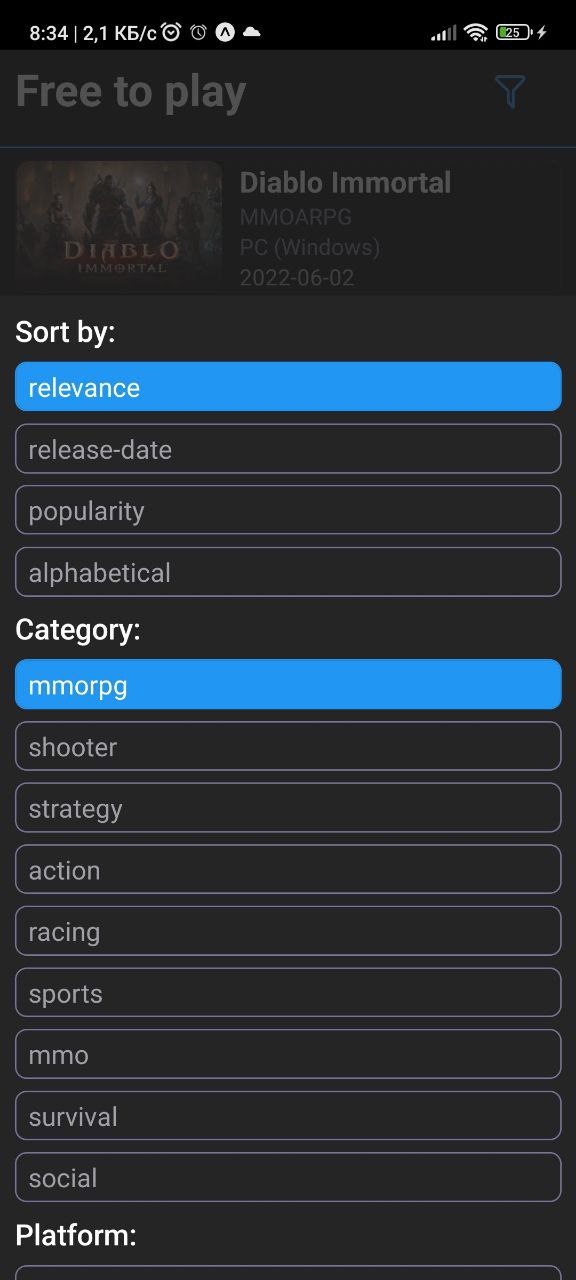 8:34 | 2,1 КБ/с
25
Free to play
DIABLO
IMMORTAL
Diablo Immortal
MMOARPG
PC (Windows)
2022-06-02
Sort by:
relevance
release-date
popularity
alphabetical
Category:
mmorpg
shooter
strategy
action
racing
sports
mmo
survival
social
Platform: